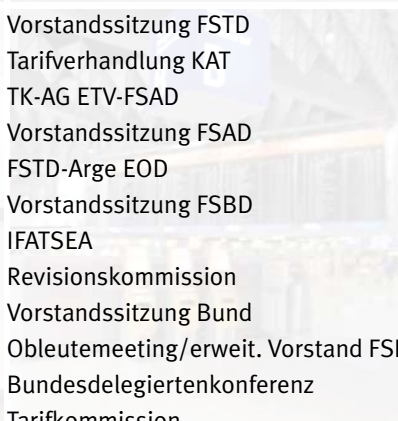 Vorstandssitzung FSTD
Tarifverhandlung KAT
TK-AG ETV-FSAD
Vorstandssitzung FSAD
FSTD-Arge EOD
Vorstandssitzung FSBD
IFATSEA
Revisionskommission
Vorstandssitzung Bund
Obleutemeeting/erweit. Vorstand
Bundesdelegiertenkonferenz
Tarifkommission